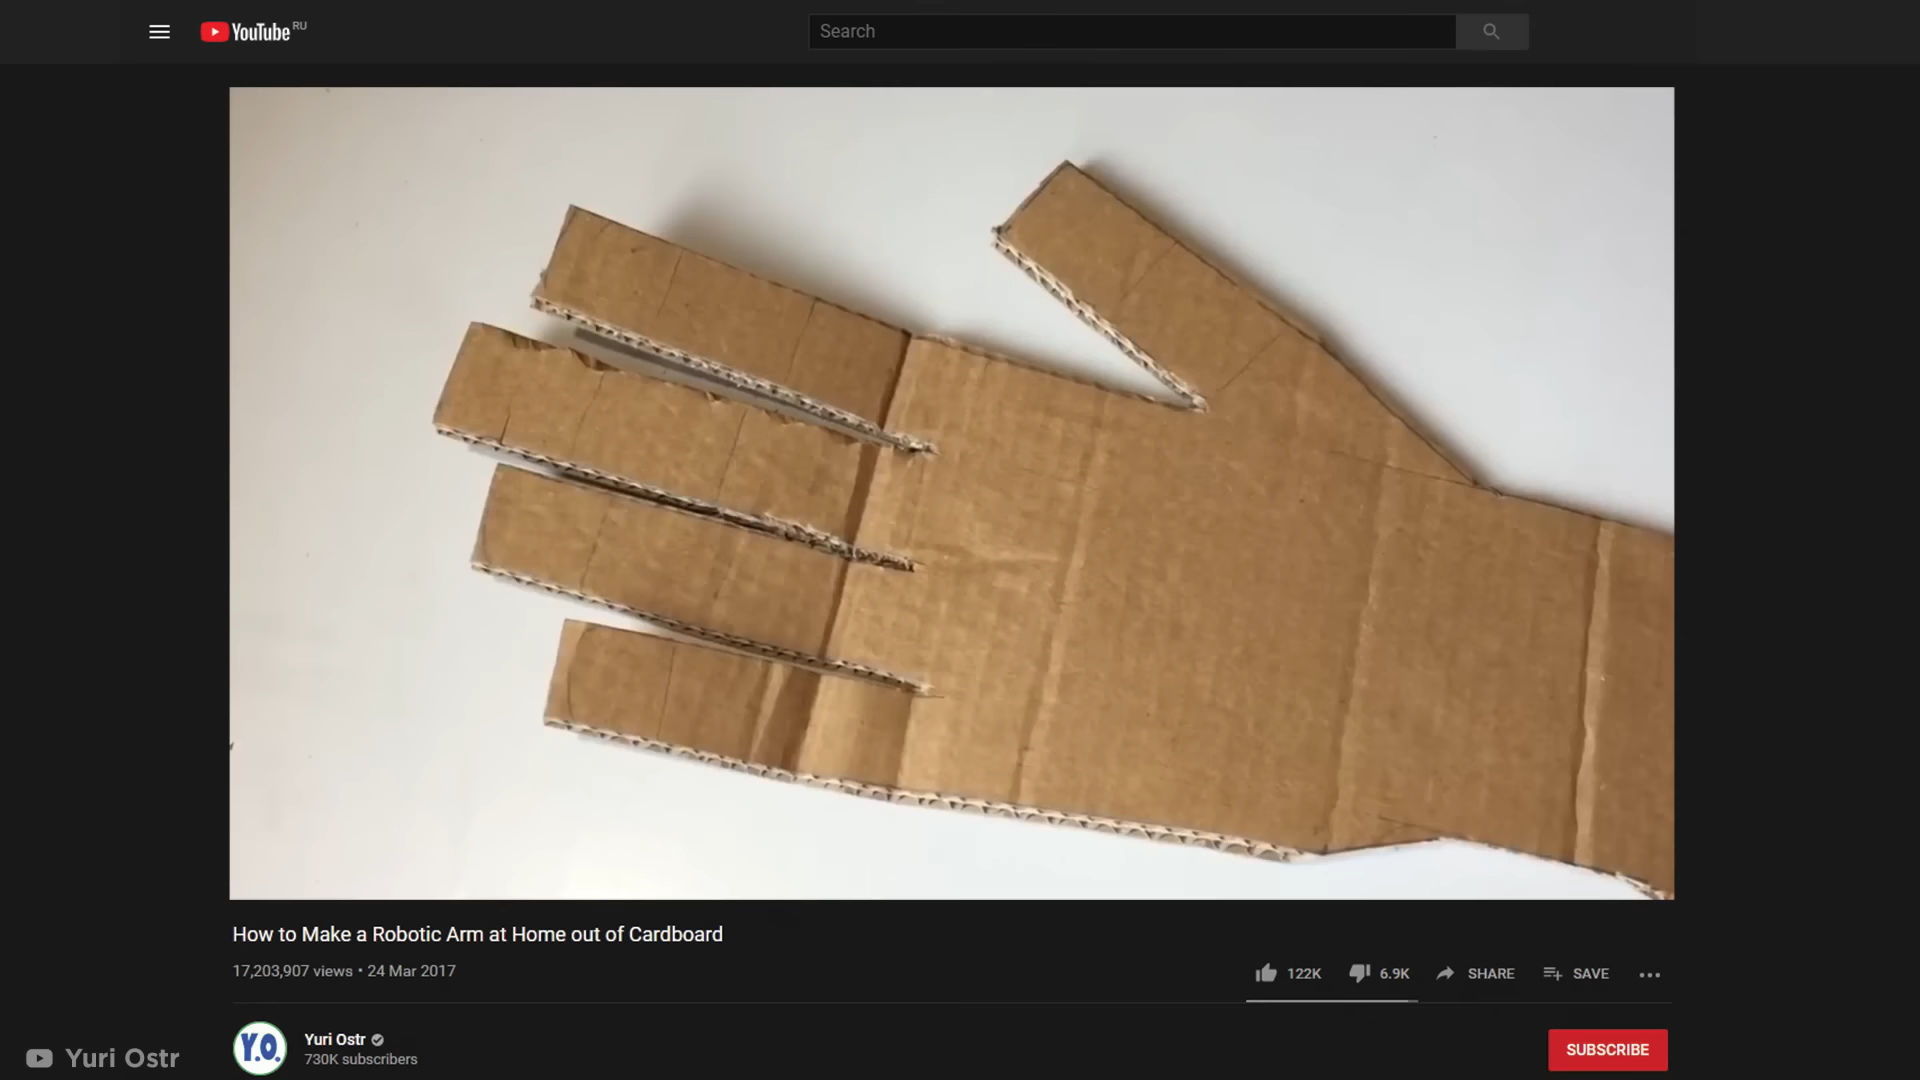 YouTube RU
Search
How to Make a Robotic Arm at Home out of Cardboard
17,203,907 views • 24 Mar 2017
122K
6.9K
SHARE
SAVE
Y.O.
Yuri Ostr
730K subscribers
SUBSCRIBE
Yuri Ostr